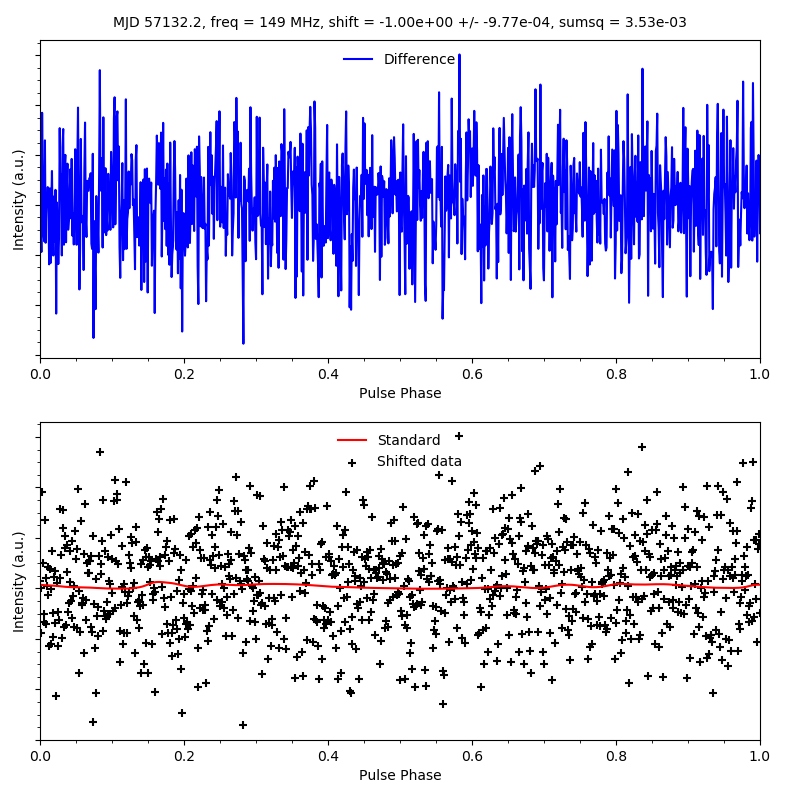 MJD 57132.2, freq = 149 MHz, shift = -1.00e+00 +/- -9.77e-04, sumsq = 3.53e-03
Difference
Intensity (a.u.)
0.0 0.2 0.4 0.6 0.8 1.0
Pulse Phase
Standard
Shifted data
Intensity (a.u.)
0.0 0.2 0.4 0.6 0.8 1.0
Pulse Phase